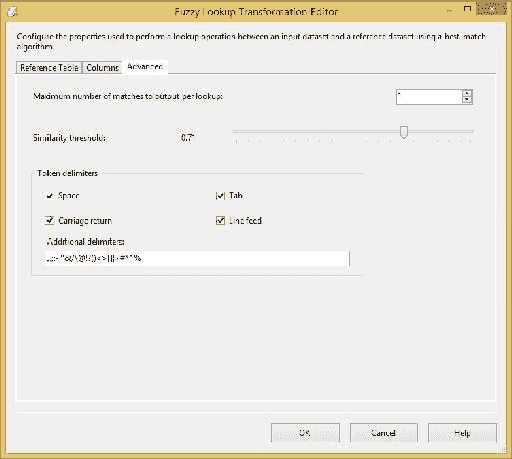 Fuzzy Lookup Transformation Editor
Configure the properties used to perform a lookup operation between an input dataset and a reference dataset using a best-match
algorithm.
Reference Table Columns Advanced
Maximum number of matches to output per lookup:
Similarity threshold:
Token delimiters
Space Tab
Carriage return Line feed
Additional delimiters:
OK Cancel Help